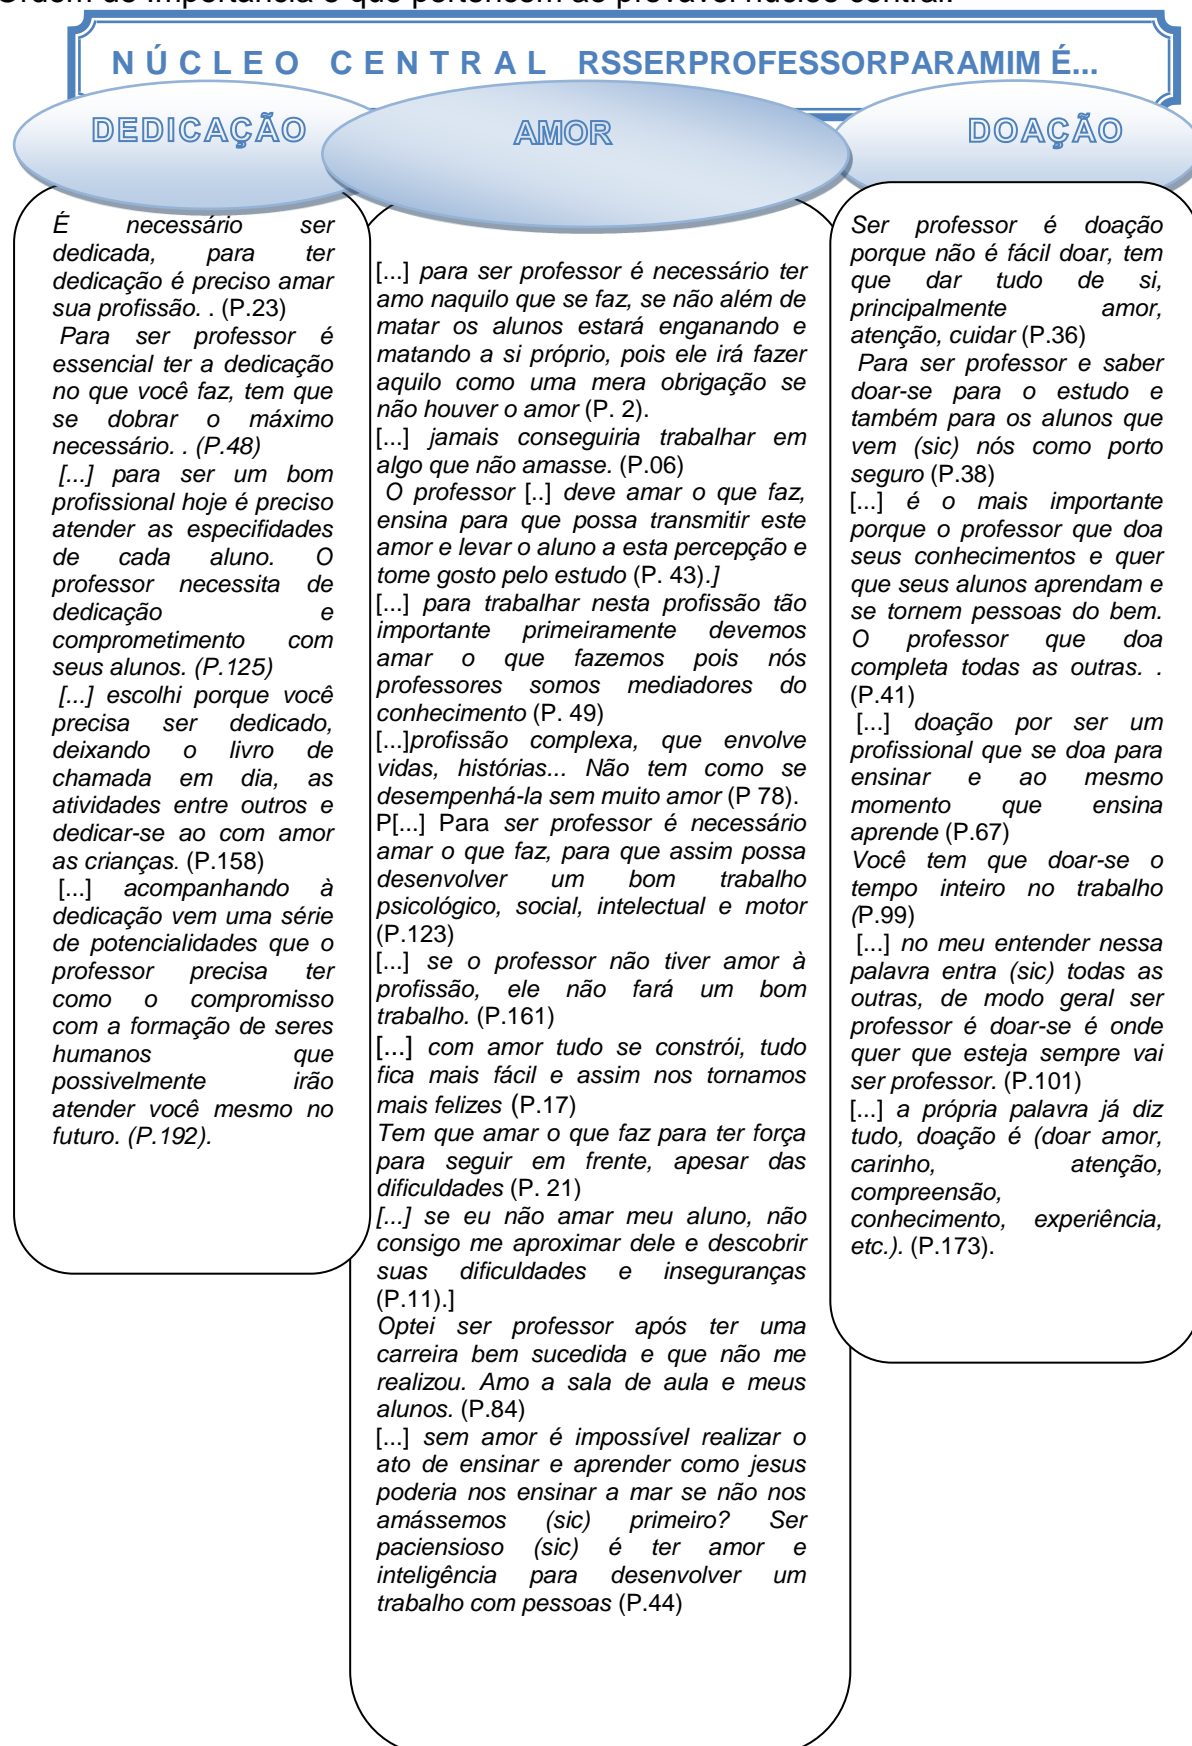 Ordem de importância e que pertencem ao provável núcleo central.
NÚCLEO CENTRAL RSSERPROFESSORPARAMIM É...
DEDICAÇÃO
É necessário ser
dedicada, para ter
dedicação é preciso amar
sua profissão. . (P.23)
Para ser professor é
essencial ter a dedicação
no que você faz, tem que
se dobrar o máximo
necessário. . (P.48)
[...] para ser um bom
profissional hoje é preciso
atender as especifidades
de cada aluno. O
professor necessita de
dedicação e
comprometimento com
seus alunos. (P.125)
[...] escolhi porque você
precisa ser dedicado,
deixando o livro de
chamada em dia, as
atividades entre outros e
dedicar-se ao com amor
as crianças. (P.158)
[...] acompanhando à
dedicação vem uma série
de potencialidades que o
professor precisa ter
como o compromisso
com a formação de seres
humanos que
possivelmente irão
atender você mesmo no
futuro. (P.192).
AMOR
[...] para ser professor é necessário ter
amo naquilo que se faz, se não além de
matar os alunos estará enganando e
matando a si próprio, pois ele irá fazer
aquilo como uma mera obrigação se
não houver o amor (P. 2).
[...] jamais conseguiria trabalhar em
algo que não amasse. (P.06)
O professor [..] deve amar o que faz,
ensina para que possa transmitir este
amor e levar o aluno a esta percepção e
tome gosto pelo estudo (P. 43).]
[...] para trabalhar nesta profissão tão
importante primeiramente devemos
amar o que fazemos pois nós
professores somos mediadores do
conhecimento (P. 49)
[...]profissão complexa, que envolve
vidas, histórias... Não tem como se
desempenhá-la sem muito amor (P 78).
P[...] Para ser professor é necessário
amar o que faz, para que assim possa
desenvolver um bom trabalho
psicológico, social, intelectual e motor
(P.123)
[...] se o professor não tiver amor à
profissão, ele não fará um bom
trabalho. (P.161)
[...] com amor tudo se constrói, tudo
fica mais fácil e assim nos tornamos
mais felizes (P.17)
Tem que amar o que faz para ter força
para seguir em frente, apesar das
dificuldades (P. 21)
[...] se eu não amar meu aluno, não
consigo me aproximar dele e descobrir
suas dificuldades e inseguranças
(P.11).]
Optei ser professor após ter uma
carreira bem sucedida e que não me
realizou. Amo a sala de aula e meus
alunos. (P.84)
[...] sem amor é impossível realizar o
ato de ensinar e aprender como jesus
poderia nos ensinar a mar se não nos
amássemos (sic) primeiro? Ser
paciensioso (sic) é ter amor e
inteligência para desenvolver um
trabalho com pessoas (P.44)
DOAÇÃO
Ser professor é doação
porque não é fácil doar, tem
que dar tudo de si,
principalmente amor,
atenção, cuidar (P.36)
Para ser professor e saber
doar-se para o estudo e
também para os alunos que
vem (sic) nós como porto
seguro (P.38)
[...] é o mais importante
porque o professor que doa
seus conhecimentos e quer
que seus alunos aprendam e
se tornem pessoas do bem.
O professor que doa
completa todas as outras. .
(P.41)
[...] doação por ser um
profissional que se doa para
ensinar e ao mesmo
momento que ensina
aprende (P.67)
Você tem que doar-se o
tempo inteiro no trabalho
(P.99)
[...] no meu entender nessa
palavra entra (sic) todas as
outras, de modo geral ser
professor é doar-se é onde
quer que esteja sempre vai
ser professor. (P.101)
[...] a própria palavra já diz
tudo, doação é (doar amor,
carinho, atenção,
compreensão,
conhecimento, experiência,
etc.). (P.173).